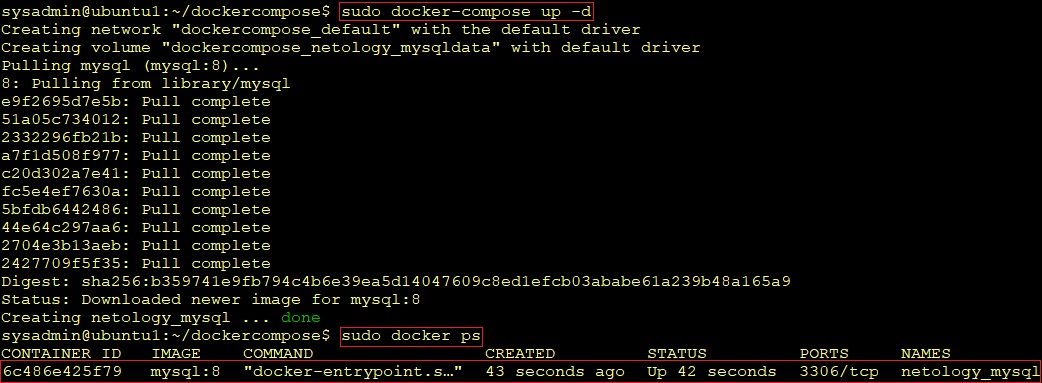 sysadmin@ubuntu1:~/dockercompose$ sudo docker-compose up -d
Creating network "dockercompose_default" with the default driver
Creating volume "dockercompose_netology_mysqldata" with default driver
Pulling mysql (mysql:8)...
8: Pulling from library/mysql
e9f2695d7e5b: Pull complete
51a05c734012: Pull complete
2332296fb21b: Pull complete
a7f1d508f977: Pull complete
c20d302a7e41: Pull complete
fc5e4ef7630a: Pull complete
5bfdb6442486: Pull complete
44e64c297aa6: Pull complete
2704e3b13aeb: Pull complete
2427709f5f35: Pull complete
Digest: sha256:b359741e9fb794c4b6e39ea5d14047609c8ed1efcb03ababe61a239b48a165a9
Status: Downloaded newer image for mysql:8
Creating netology_mysql ... done
sysadmin@ubuntu1:~/dockercompose$ sudo docker ps
CONTAINER ID   IMAGE     COMMAND                  CREATED          STATUS          PORTS      NAMES
6c486e425f79   mysql:8   "docker-entrypoint.s…"   43 seconds ago   Up 42 seconds   3306/tcp   netology_mysql